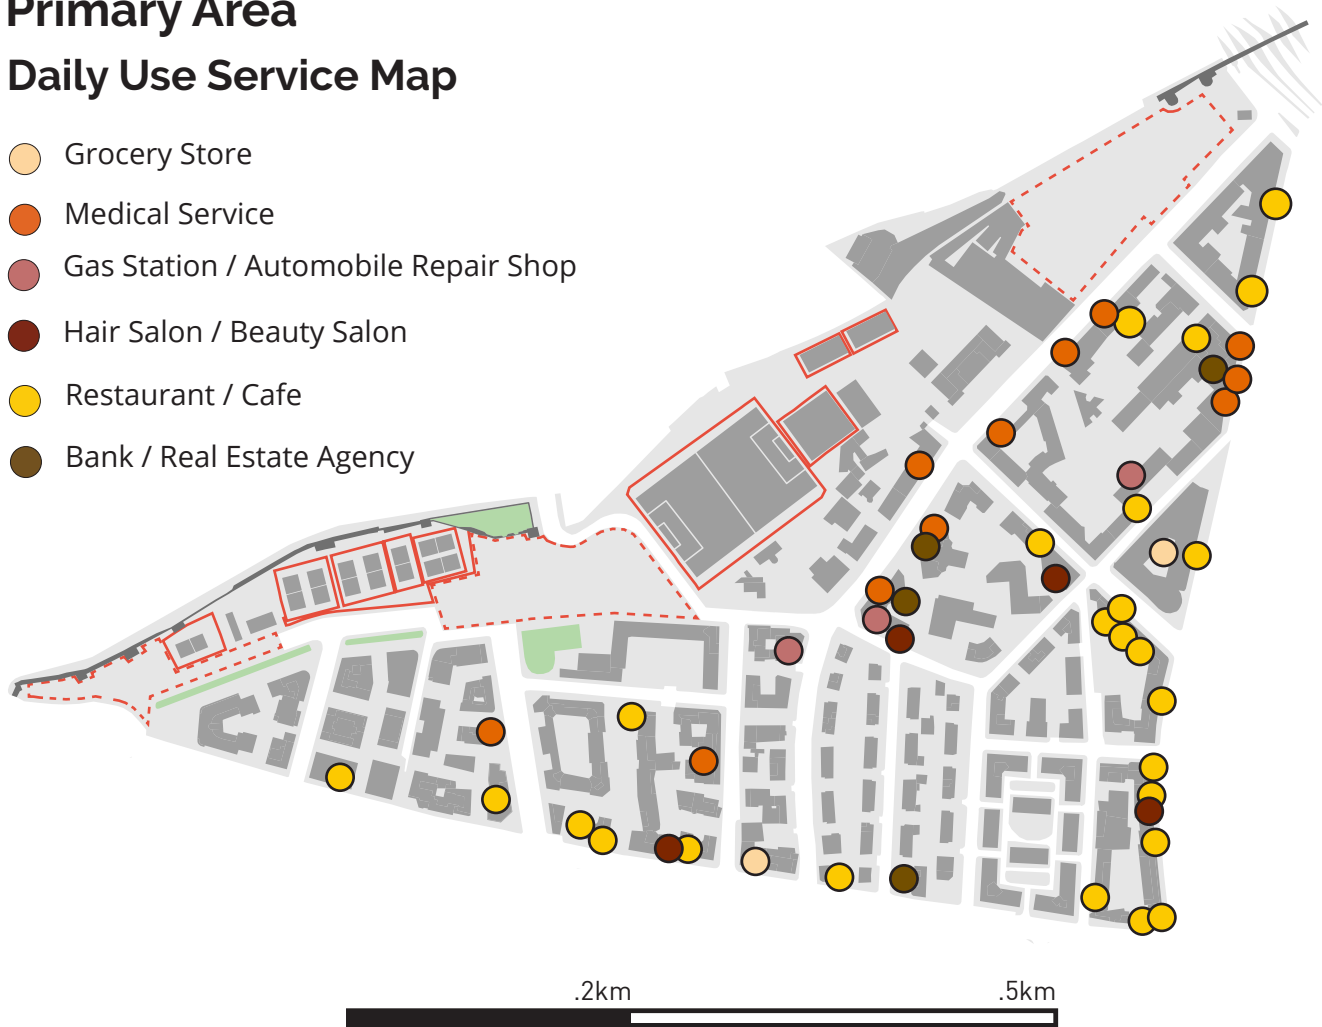 Primary Area
Daily Use Service Map
Grocery Store
Medical Service
Gas Station / Automobile Repair Shop
Hair Salon / Beauty Salon
Restaurant / Cafe
Bank / Real Estate Agency
.2km
.5km